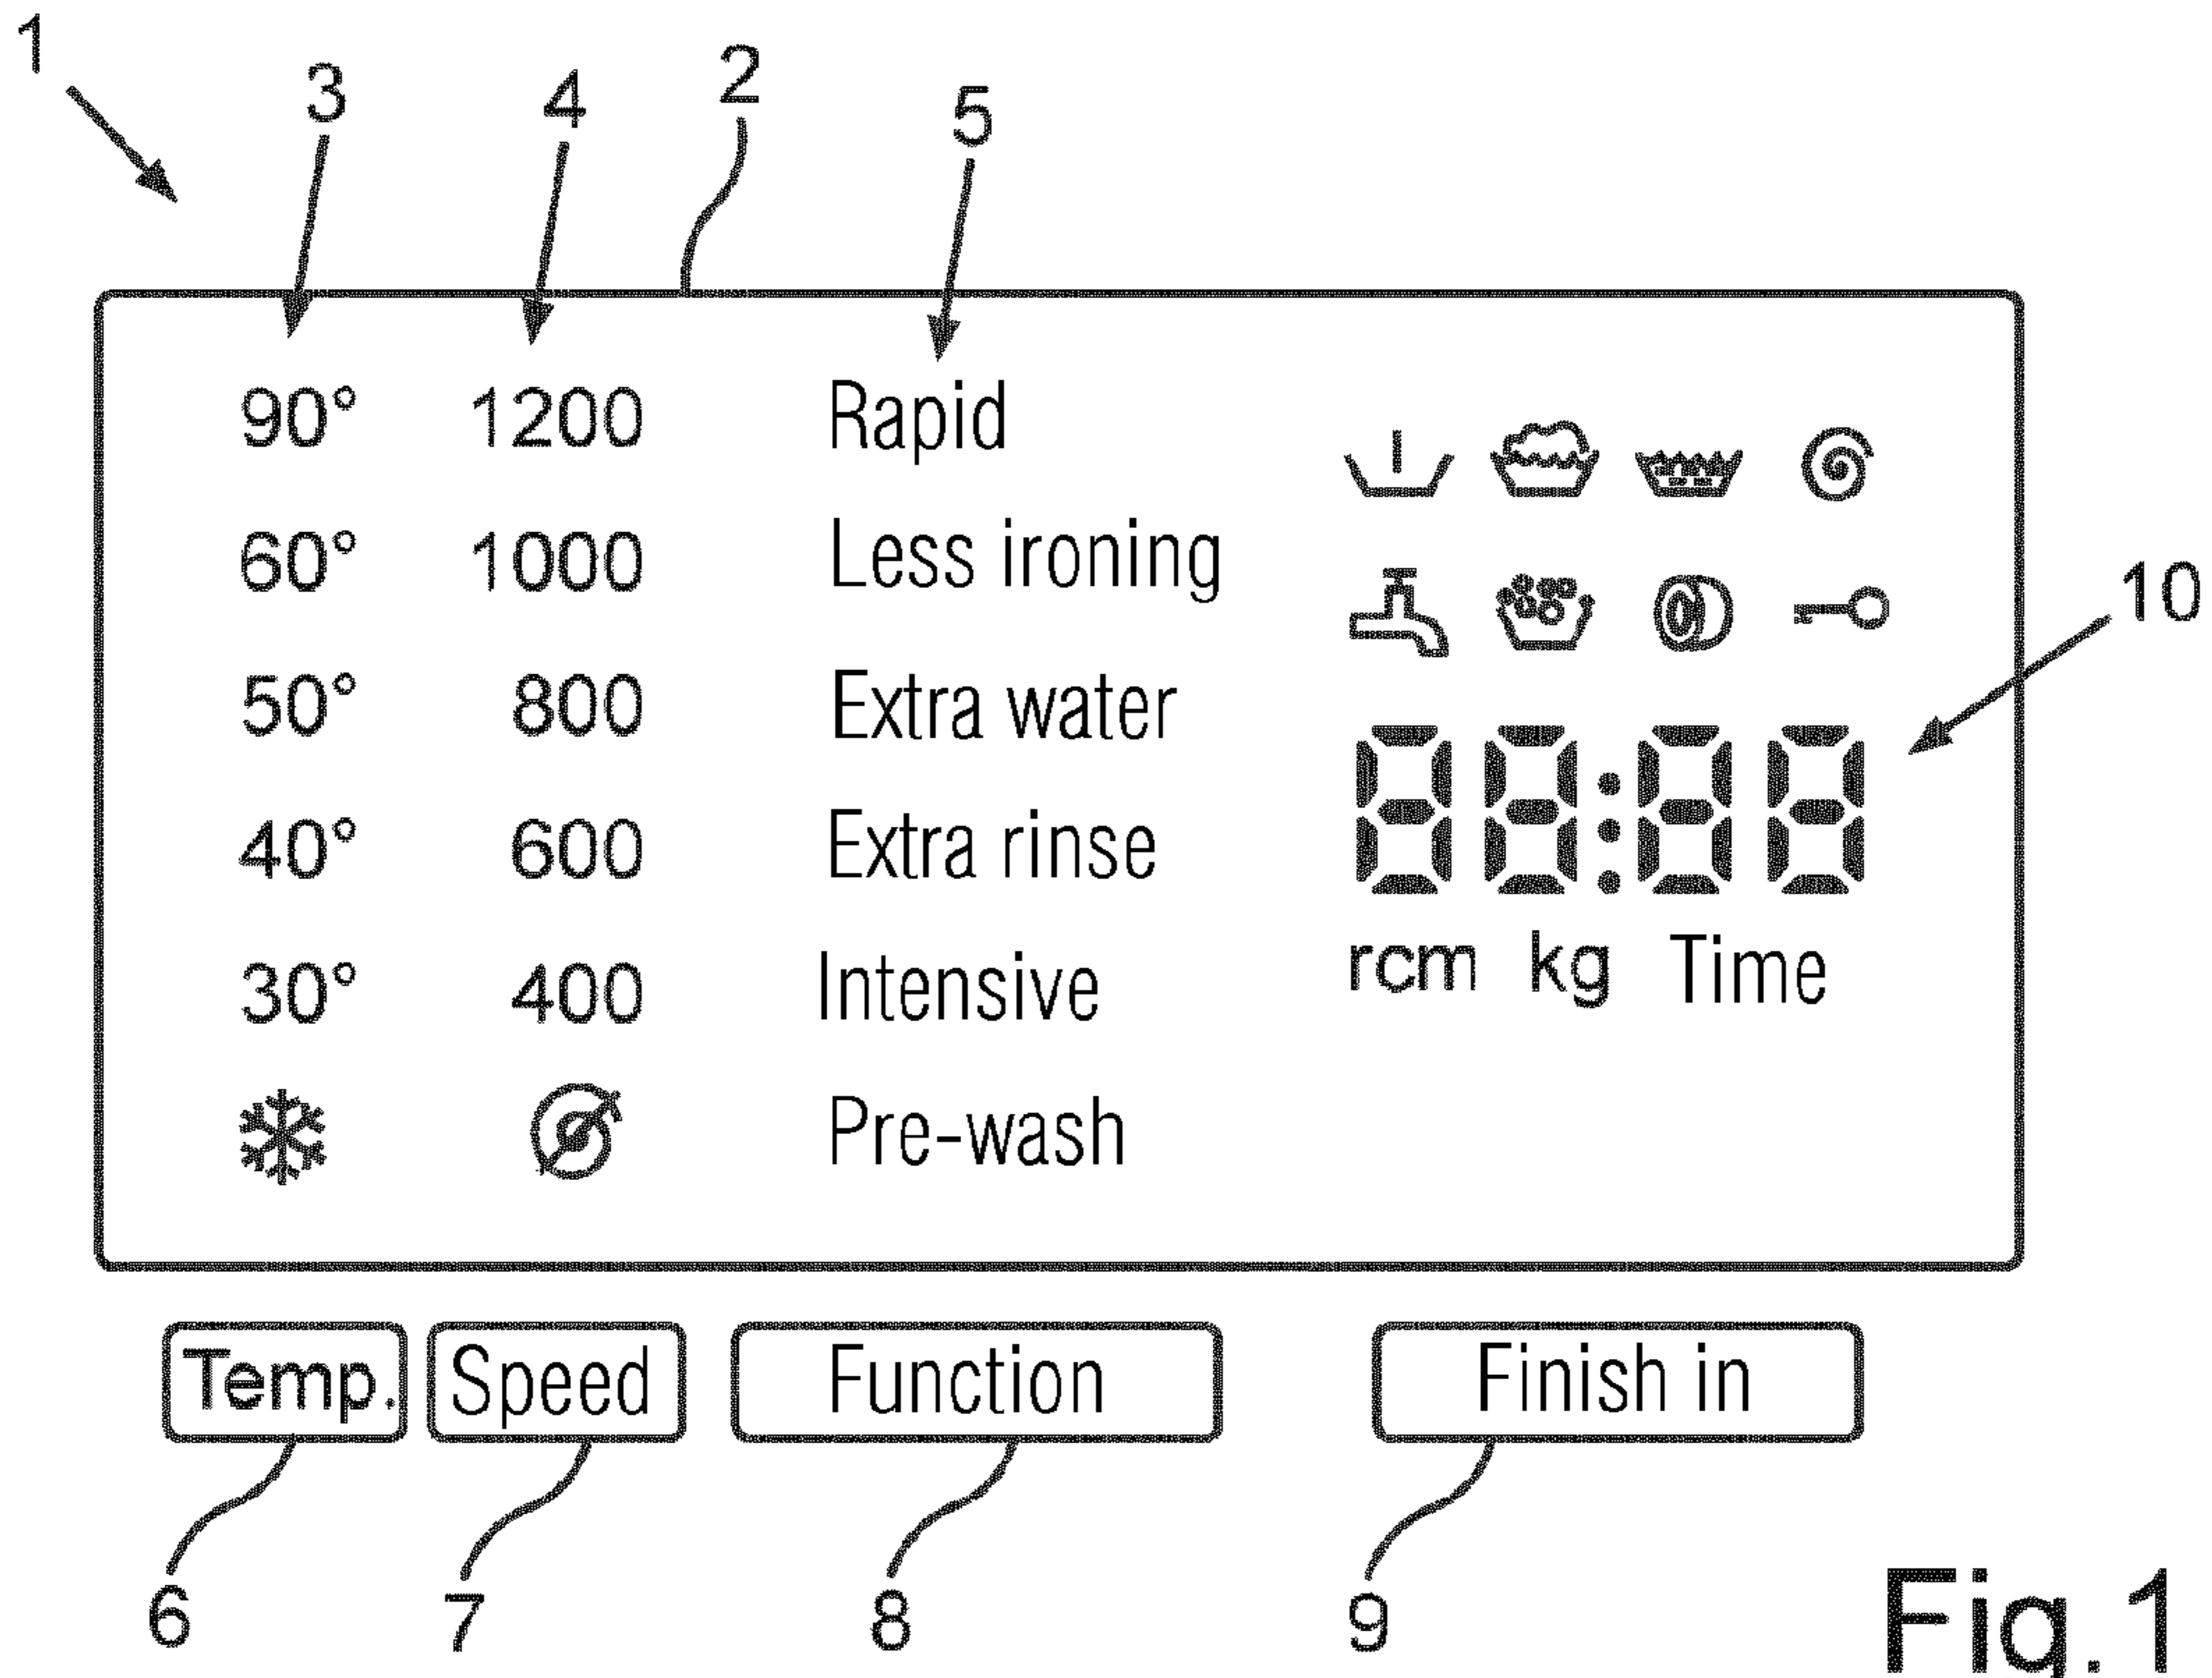 1
3 4 2 5
90° 1200 Rapid
60° 1000 Less ironing
10
50° 800 Extra water
88:88
40° 600 Extra rinse
rcm kg Time
30° 400 Intensive
Pre-wash
Temp. Speed Function Finish in
6 7 8 9
Fig.1